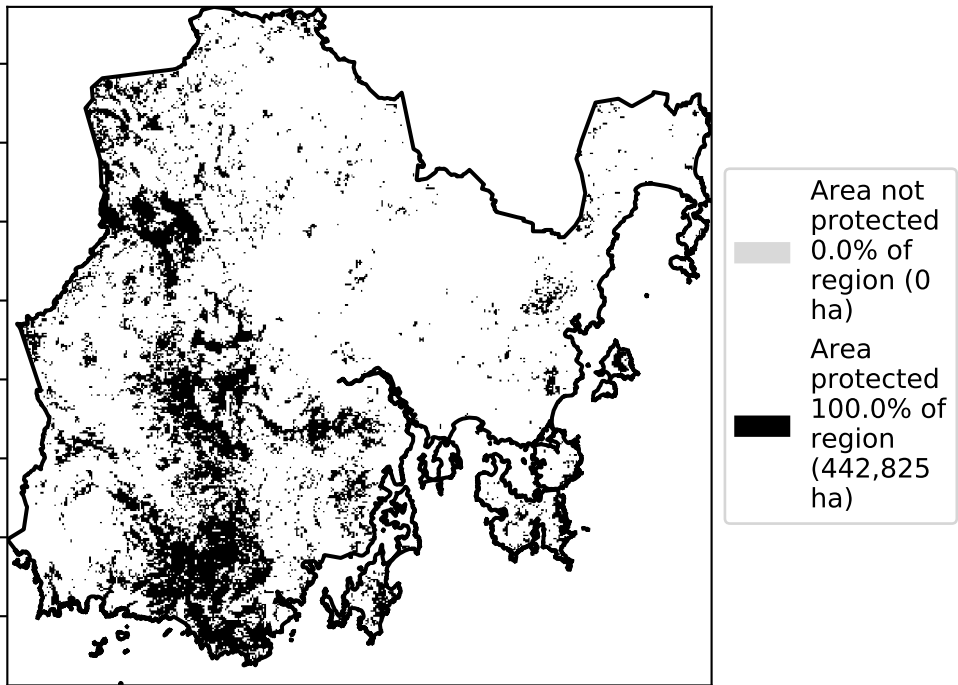 Area not
protected
0.0% of
region (0
ha)
Area
protected
100.0% of
region
(442,825
ha)